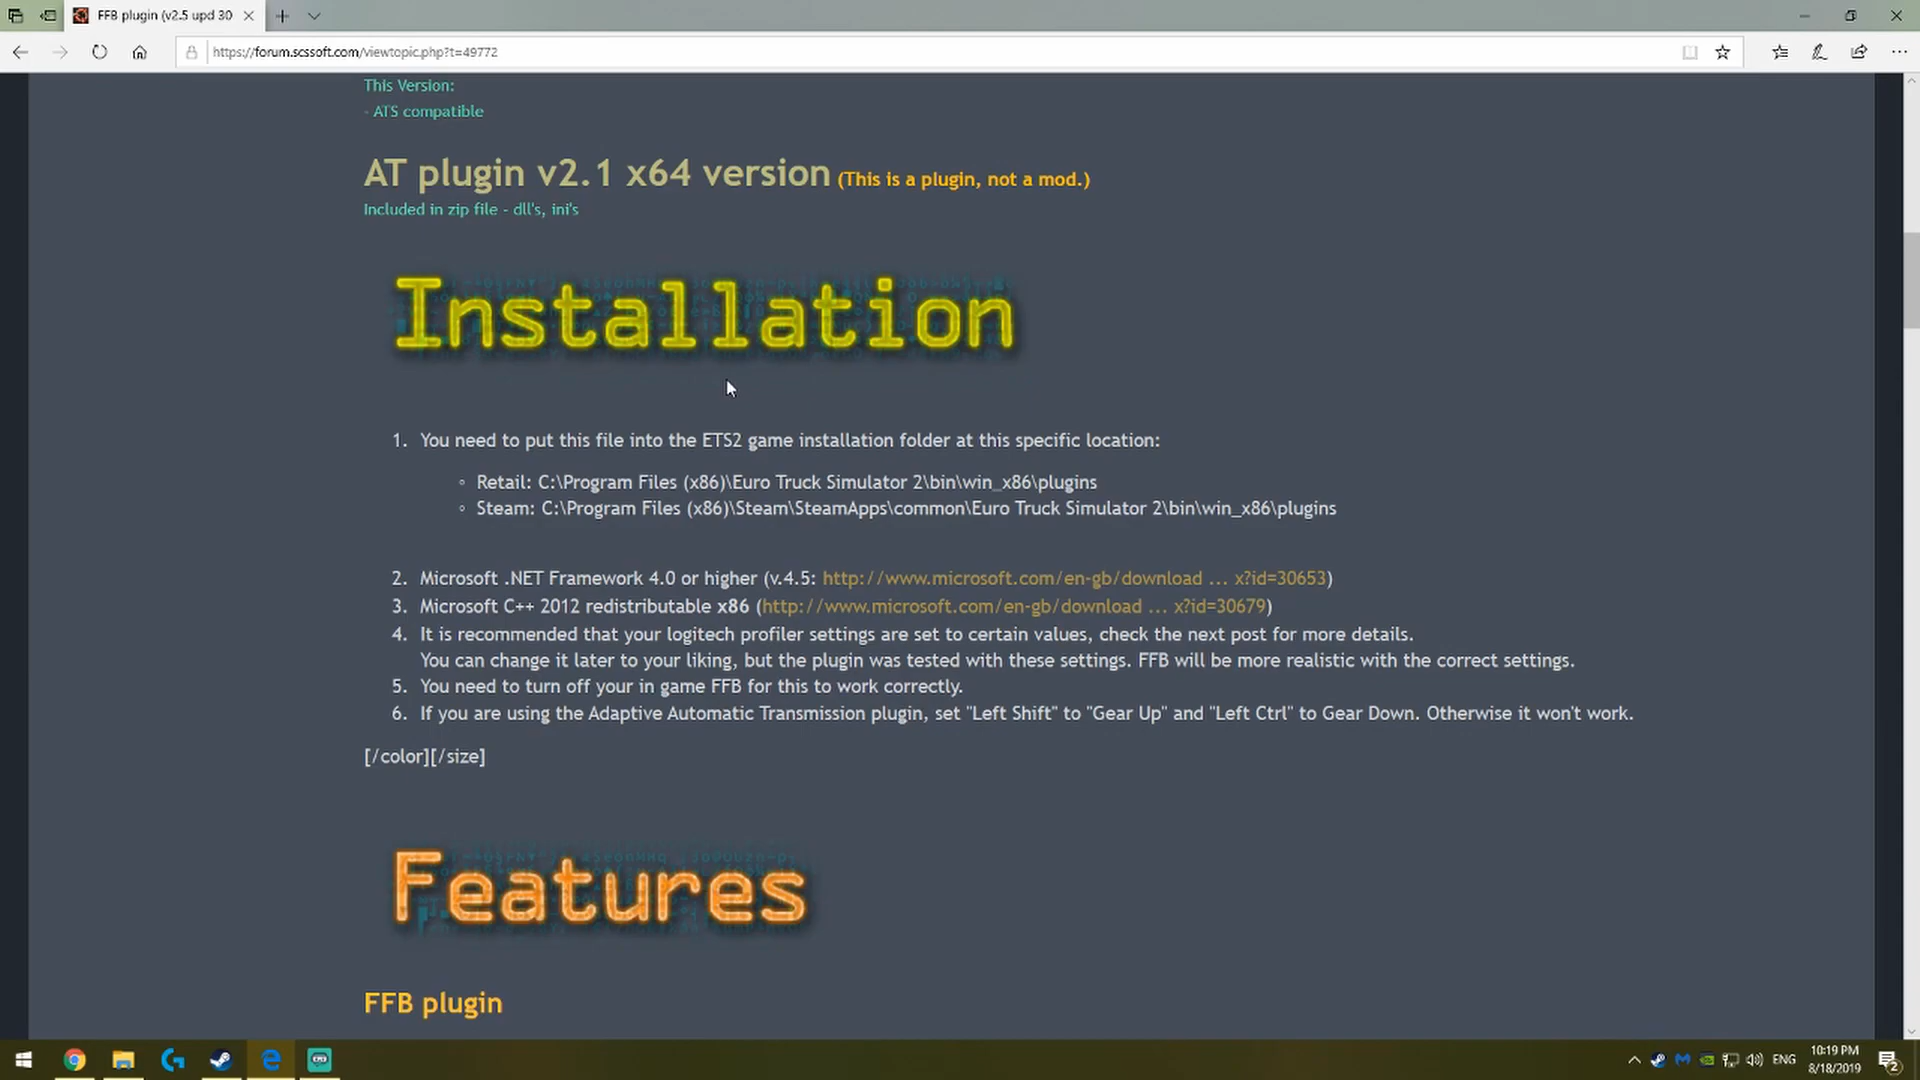 FFB plugin (v2.5 upd 30
https://forum.scssoft.com/viewtopic.php?t=49772
This Version:
- ATS compatible
AT plugin v2.1 x64 version (This is a plugin, not a mod.)
Included in zip file - dll's, ini's
Installation
1. You need to put this file into the ETS2 game installation folder at this specific location:
◦ Retail: C:\Program Files (x86)\Euro Truck Simulator 2\bin\win_x86\plugins
◦ Steam: C:\Program Files (x86)\Steam\SteamApps\common\Euro Truck Simulator 2\bin\win_x86\plugins
2. Microsoft .NET Framework 4.0 or higher (v.4.5: http://www.microsoft.com/en-gb/download ... x?id=30653)
3. Microsoft C++ 2012 redistributable x86 (http://www.microsoft.com/en-gb/download ... x?id=30679)
4. It is recommended that your logitech profiler settings are set to certain values, check the next post for more details.
You can change it later to your liking, but the plugin was tested with these settings. FFB will be more realistic with the correct settings.
5. You need to turn off your in game FFB for this to work correctly.
6. If you are using the Adaptive Automatic Transmission plugin, set "Left Shift" to "Gear Up" and "Left Ctrl" to Gear Down. Otherwise it won't work.
[/color][/size]
Features
FFB plugin
ENG
10:19 PM
8/18/2019
2